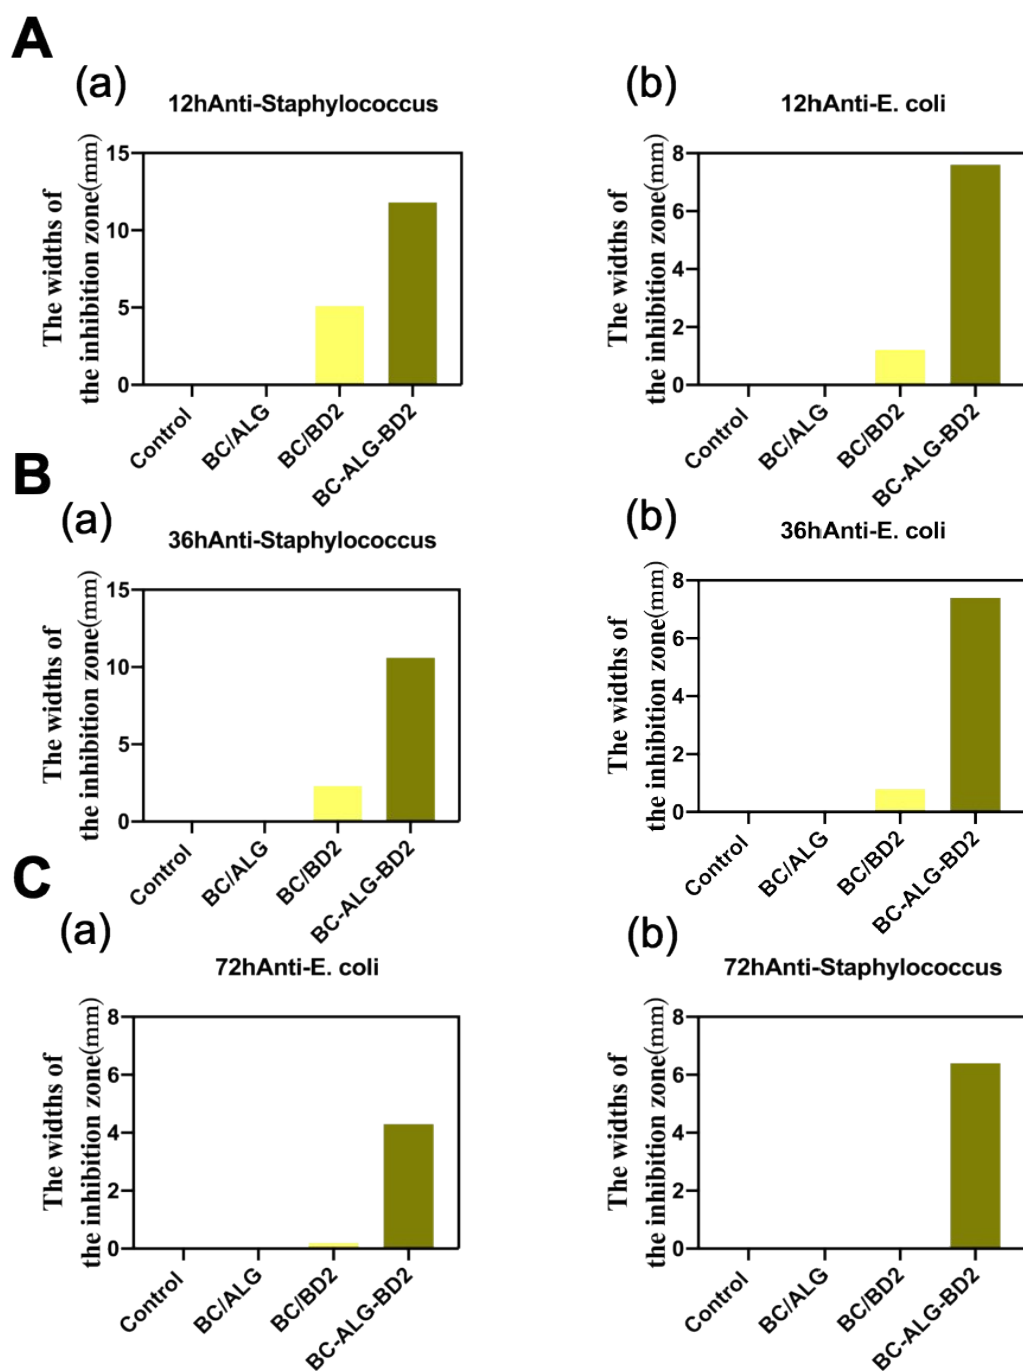 A
(a)
12hAnti-Staphylococcus
The widths of
the inhibition zone(mm)
15
10
5
0
Control
BC/ALG
BC/BD2
BC-ALG-BD2
(b)
12hAnti-E. coli
The widths of
the inhibition zone(mm)
8
6
4
2
0
Control
BC/ALG
BC/BD2
BC-ALG-BD2
B
(a)
36hAnti-Staphylococcus
The widths of
the inhibition zone(mm)
15
10
5
0
Control
BC/ALG
BC/BD2
BC-ALG-BD2
(b)
36hAnti-E. coli
The widths of
the inhibition zone(mm)
8
6
4
2
0
Control
BC/ALG
BC/BD2
BC-ALG-BD2
C
(a)
72hAnti-E. coli
The widths of
the inhibition zone(mm)
8
6
4
2
0
Control
BC/ALG
BC/BD2
BC-ALG-BD2
(b)
72hAnti-Staphylococcus
The widths of
the inhibition zone(mm)
8
6
4
2
0
Control
BC/ALG
BC/BD2
BC-ALG-BD2